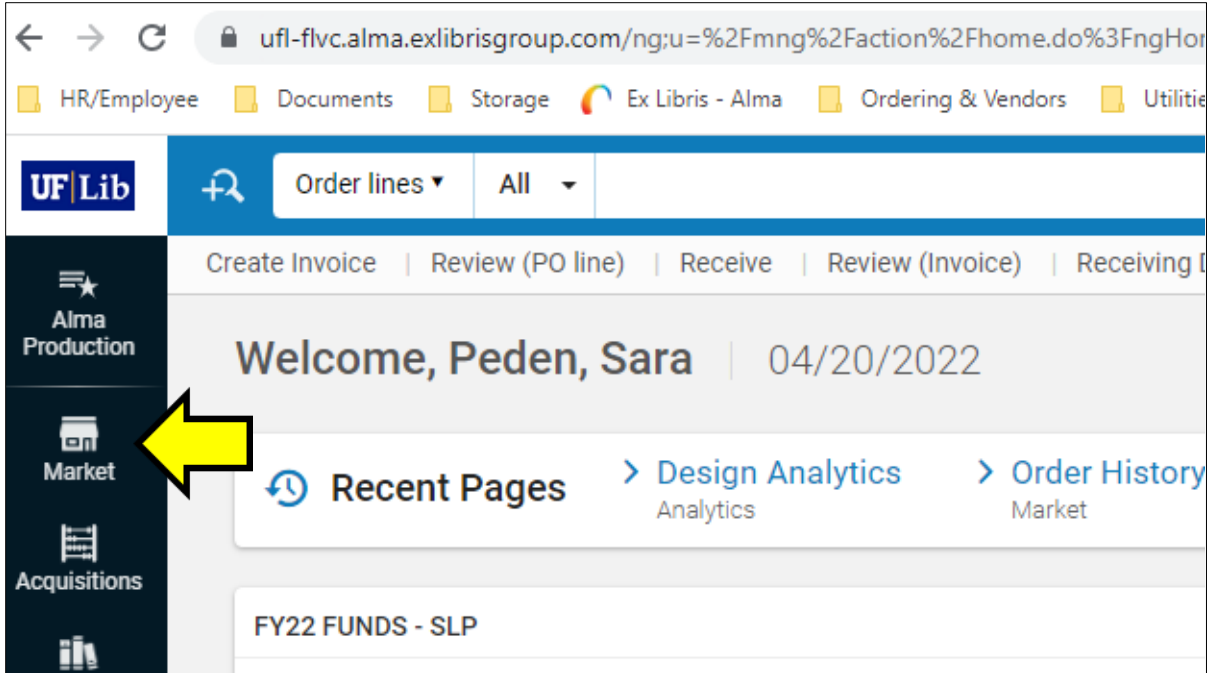 ufl-flvc.alma.exlibrisgroup.com/ng;u=%2Fmng%2Faction%2Fhome.do%3FngHor
HR/Employee Documents Storage Ex Libris - Alma Ordering & Vendors Utilitie
UF Lib Order lines All
Create Invoice | Review (PO line) | Receive | Review (Invoice) | Receiving
Alma
Production
Welcome, Peden, Sara 04/20/2022
Market
Recent Pages Design Analytics Order History
Analytics Market
Acquisitions
FY22 FUNDS - SLP